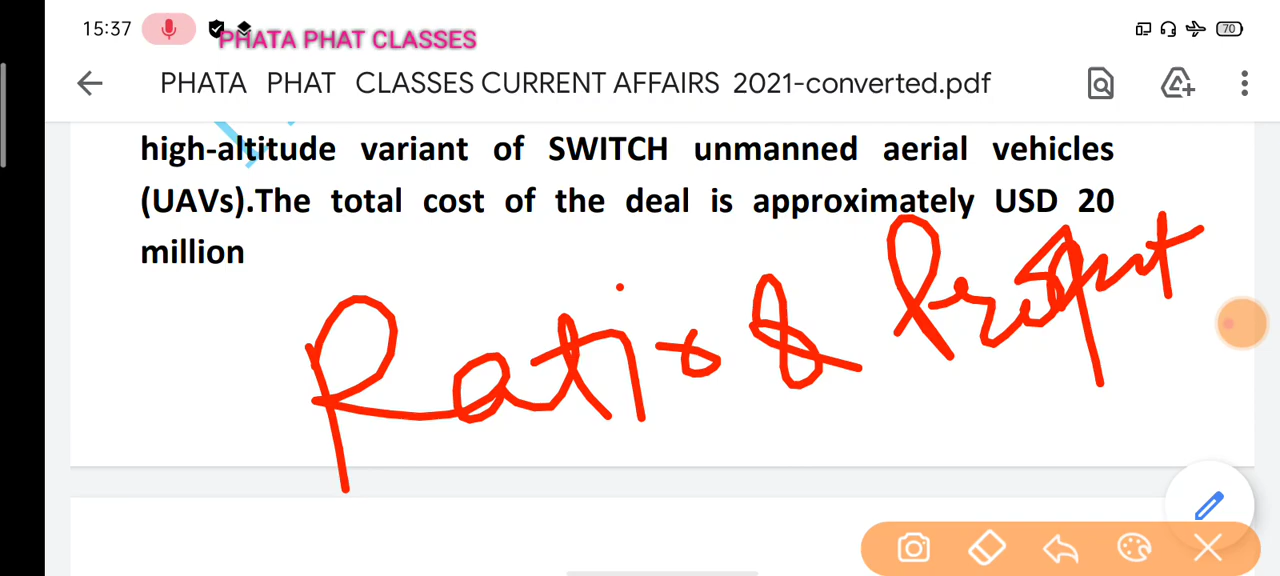 15:37 PHATA PHAT CLASSES 70
PHATA PHAT CLASSES CURRENT AFFAIRS 2021-converted.pdf
high-altitude variant of SWITCH unmanned aerial vehicles
(UAVs).The total cost of the deal is approximately USD 20
million
Ratio &